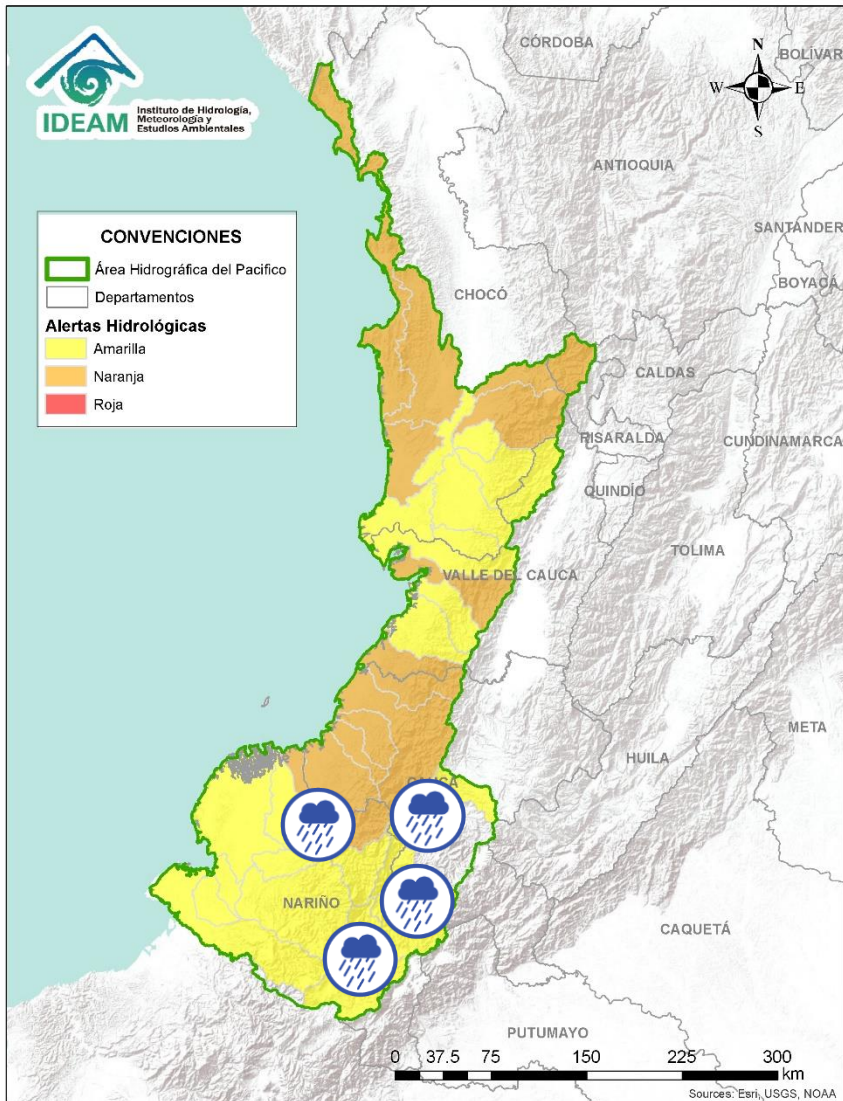 IDEAM
Instituto de Hidrología,
Meteorología y
Estudios Ambientales
CONVENCIONES
Área Hidrográfica del Pacifico
Departamentos
Alertas Hidrológicas
Amarilla
Naranja
Roja
N
W E
S
CÓRDOBA
BOLÍVAR
ANTIOQUIA
SANTANDER
BOYACÁ
CHOCÓ
CALDAS
RISARALDA
CUNDINAMARCA
QUINDÍO
TOLIMA
VALLE DEL CAUCA
META
HUILA
CAUCA
NARIÑO
CAQUETÁ
PUTUMAYO
0 37.5 75 150 225 300
km
Sources: Esri, USGS, NOAA